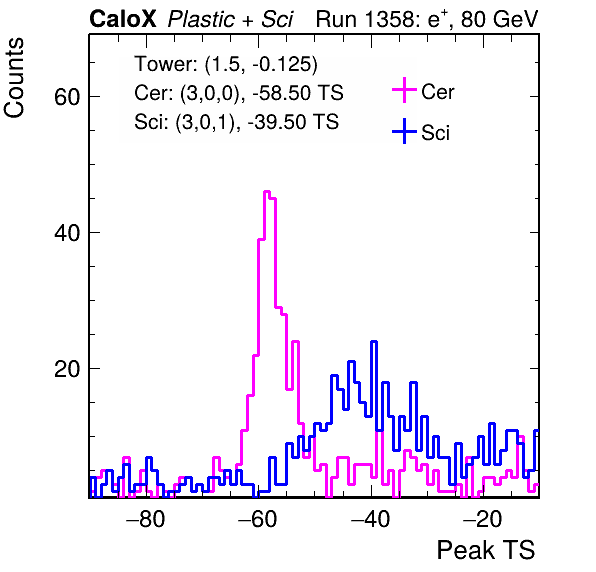 CaloX Plastic + Sci Run 1358: e+, 80 GeV
Counts
Tower: (1.5, -0.125)
Cer: (3,0,0), -58.50 TS
Sci: (3,0,1), -39.50 TS
Cer
Sci
60
40
20
−80 −60 −40 −20
Peak TS